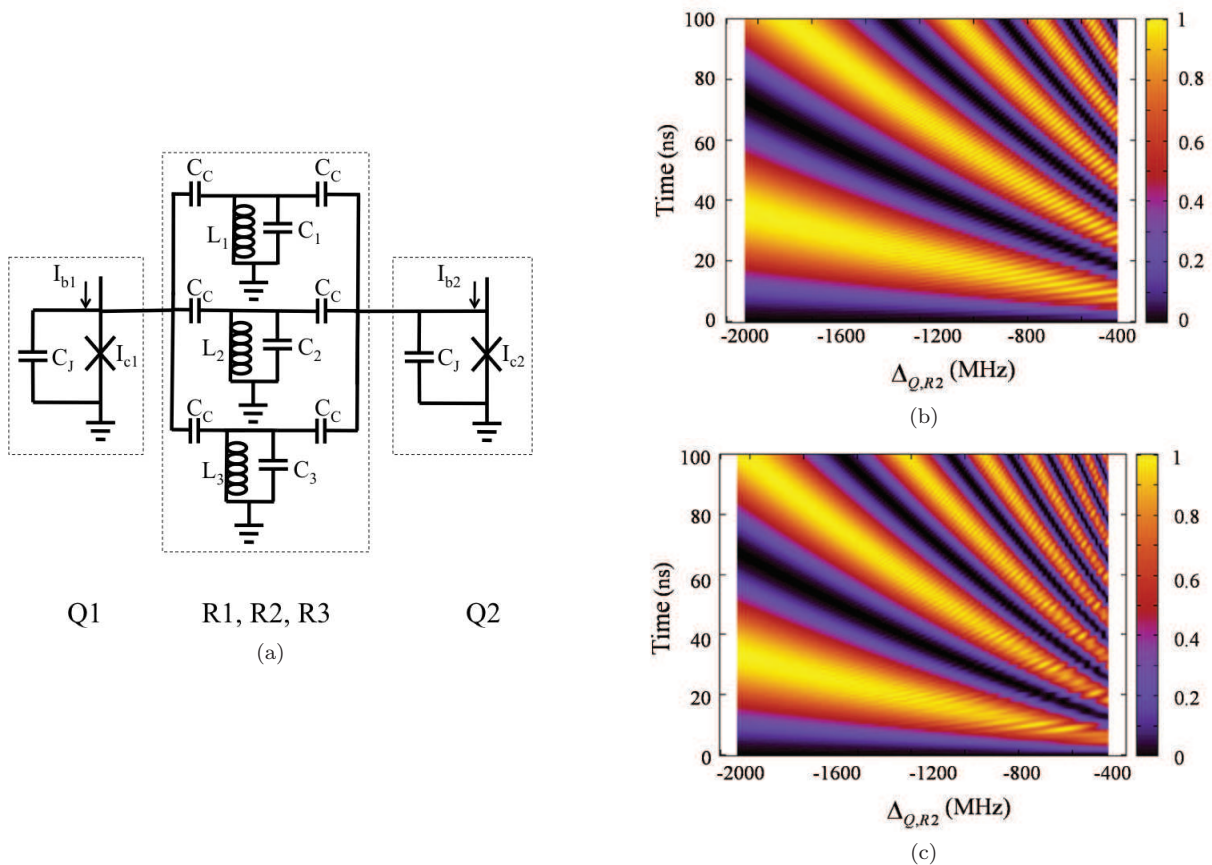 C_C
C_C
L_1
C_1
I_b1
C_C
C_C
I_b2
C_J
I_c1
L_2
C_2
C_J
I_c2
C_C
C_C
L_3
C_3
Q1
R1, R2, R3
Q2
(a)
Time (ns)
100
80
60
40
20
0
-2000
-1600
-1200
-800
-400
Δ_Q,R2 (MHz)
1
0.8
0.6
0.4
0.2
0
(b)
Time (ns)
100
80
60
40
20
0
-2000
-1600
-1200
-800
-400
Δ_Q,R2 (MHz)
1
0.8
0.6
0.4
0.2
0
(c)